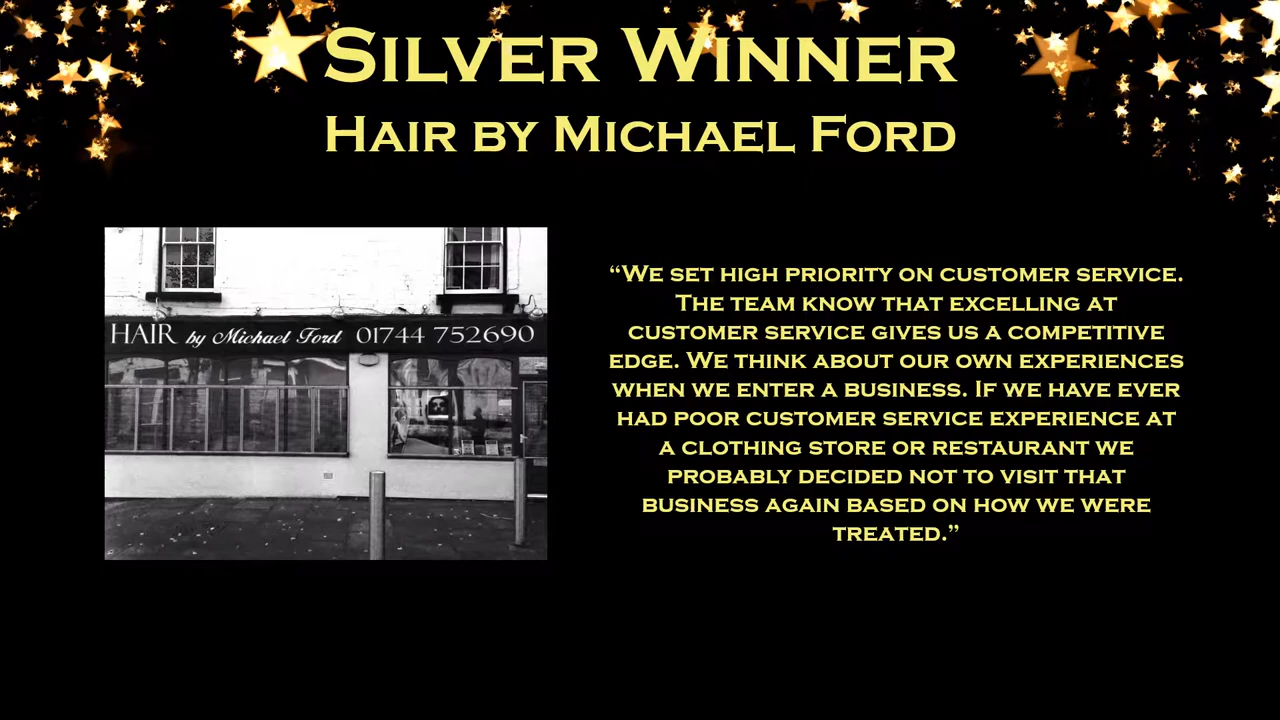 Silver Winner
Hair by Michael Ford
HAIR by Michael Ford 01744 752690
“We set high priority on customer service.
The team know that excelling at
customer service gives us a competitive
edge. We think about our own experiences
when we enter a business. If we have ever
had poor customer service experience at
a clothing store or restaurant we
probably decided not to visit that
business again based on how we were
treated.”